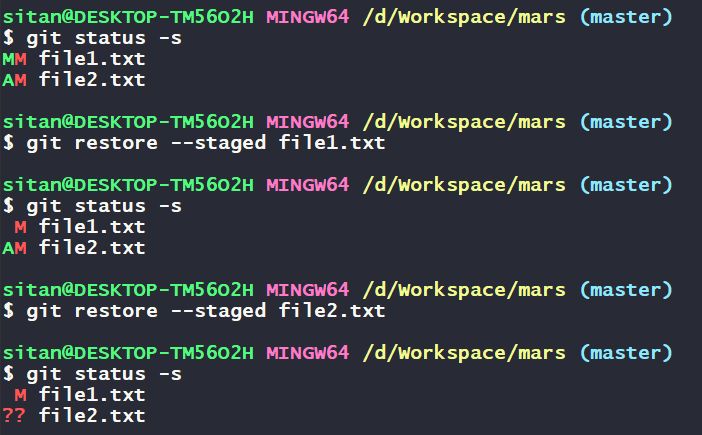 sitan@DESKTOP-TM56O2H MINGW64 /d/Workspace/mars (master)
$ git status -s
MM file1.txt
AM file2.txt
sitan@DESKTOP-TM56O2H MINGW64 /d/Workspace/mars (master)
$ git restore --staged file1.txt
sitan@DESKTOP-TM56O2H MINGW64 /d/Workspace/mars (master)
$ git status -s
 M file1.txt
AM file2.txt
sitan@DESKTOP-TM56O2H MINGW64 /d/Workspace/mars (master)
$ git restore --staged file2.txt
sitan@DESKTOP-TM56O2H MINGW64 /d/Workspace/mars (master)
$ git status -s
 M file1.txt
?? file2.txt